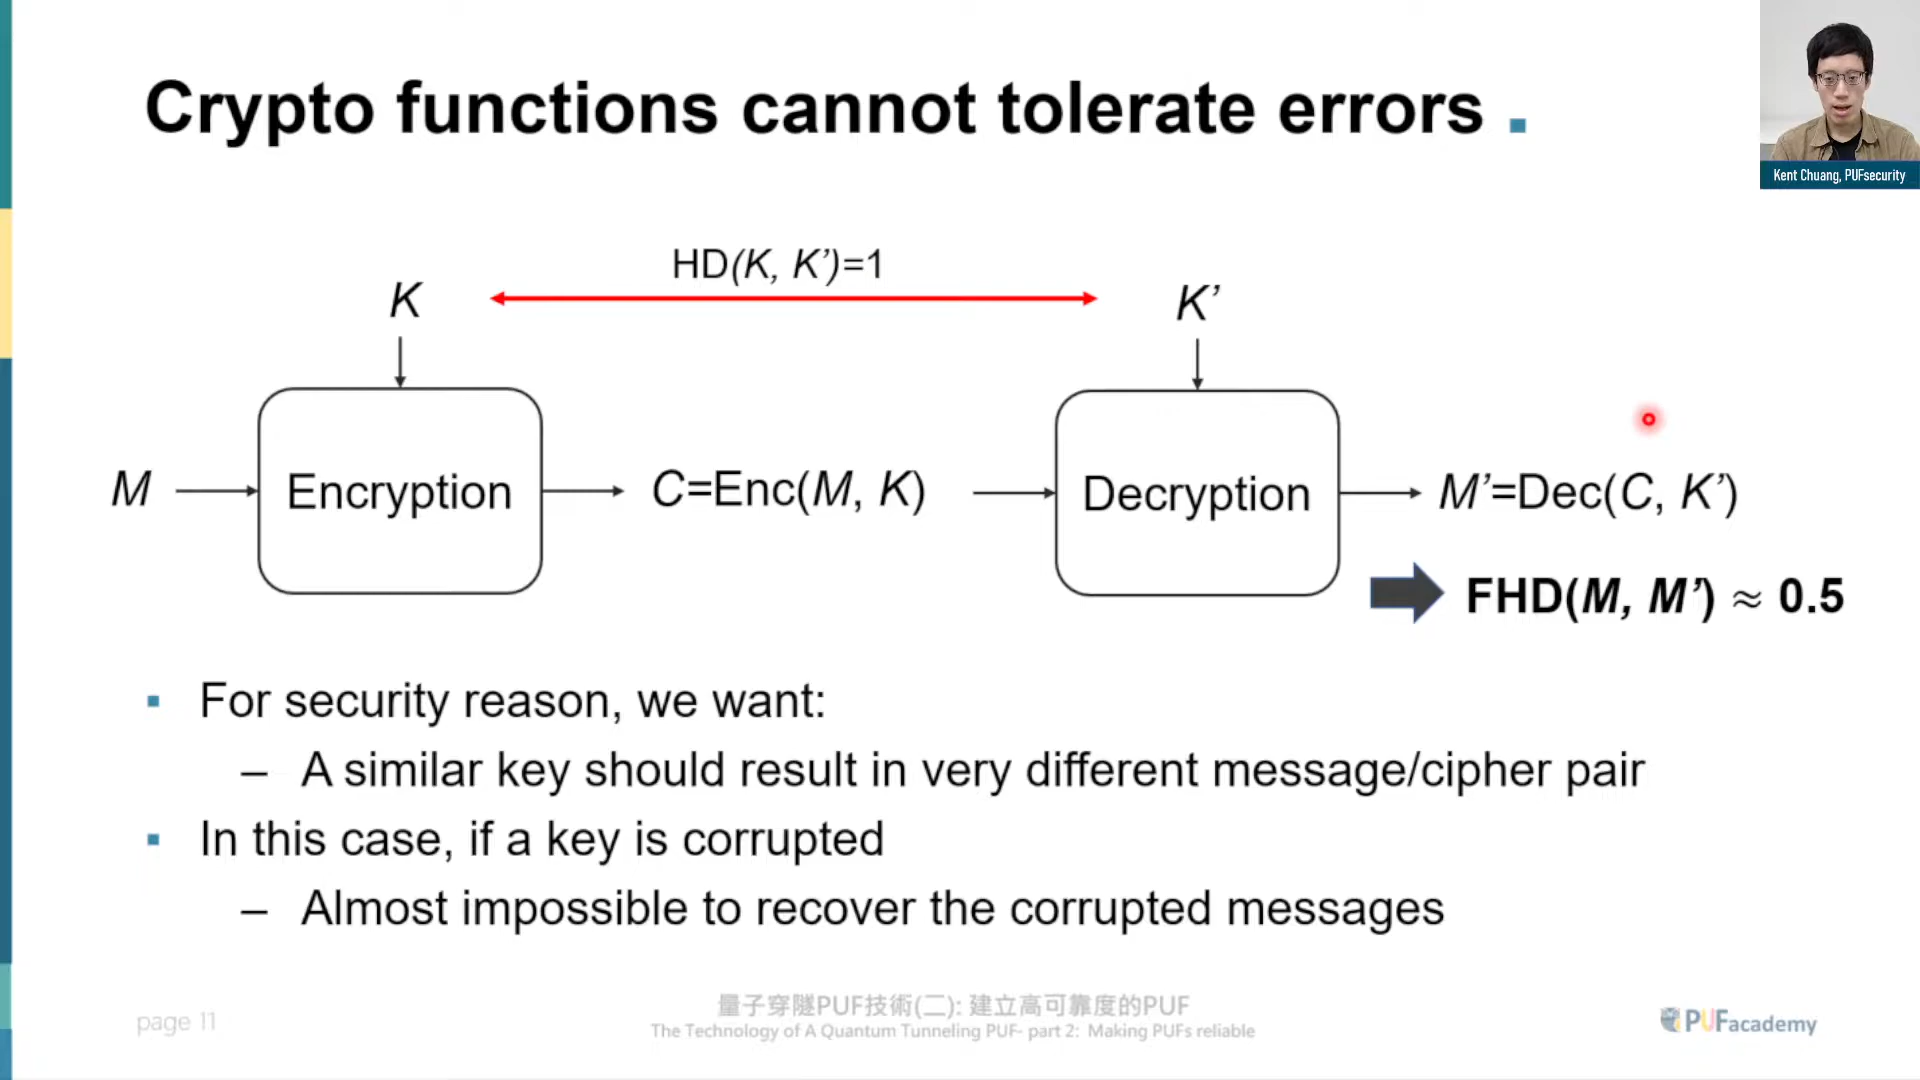 Crypto functions cannot tolerate errors .
Kent Chuang, PUFsecurity
HD(K, K’)=1
K
K’
M
Encryption
C=Enc(M, K)
Decryption
M’=Dec(C, K’)
FHD(M, M’) ≈ 0.5
▪ For security reason, we want:
– A similar key should result in very different message/cipher pair
▪ In this case, if a key is corrupted
– Almost impossible to recover the corrupted messages
page 11
量子穿隧PUF技術(二): 建立高可靠度的PUF
The Technology of A Quantum Tunneling PUF- part 2: Making PUFs reliable
PUFacademy